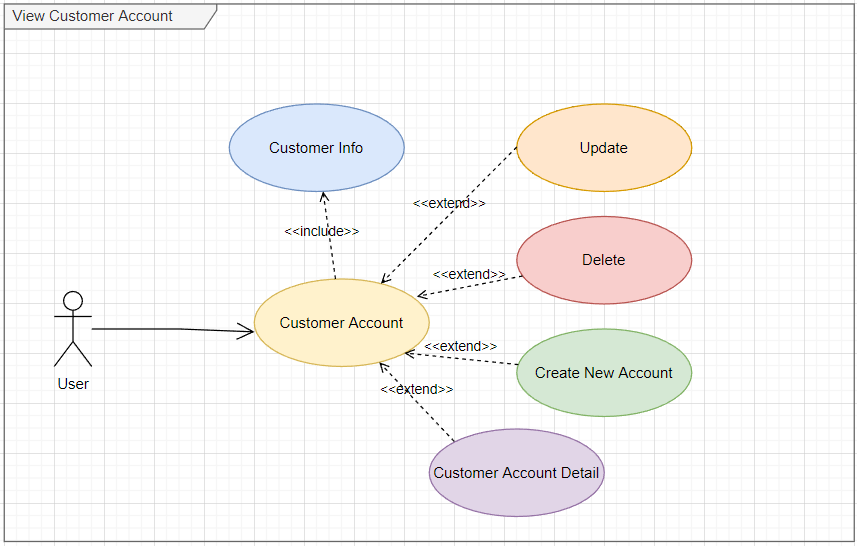 View Customer Account
Customer Info
Update
<<extend>>
<<include>>
Delete
<<extend>>
Customer Account
<<extend>>
Create New Account
User
<<extend>>
Customer Account Detail